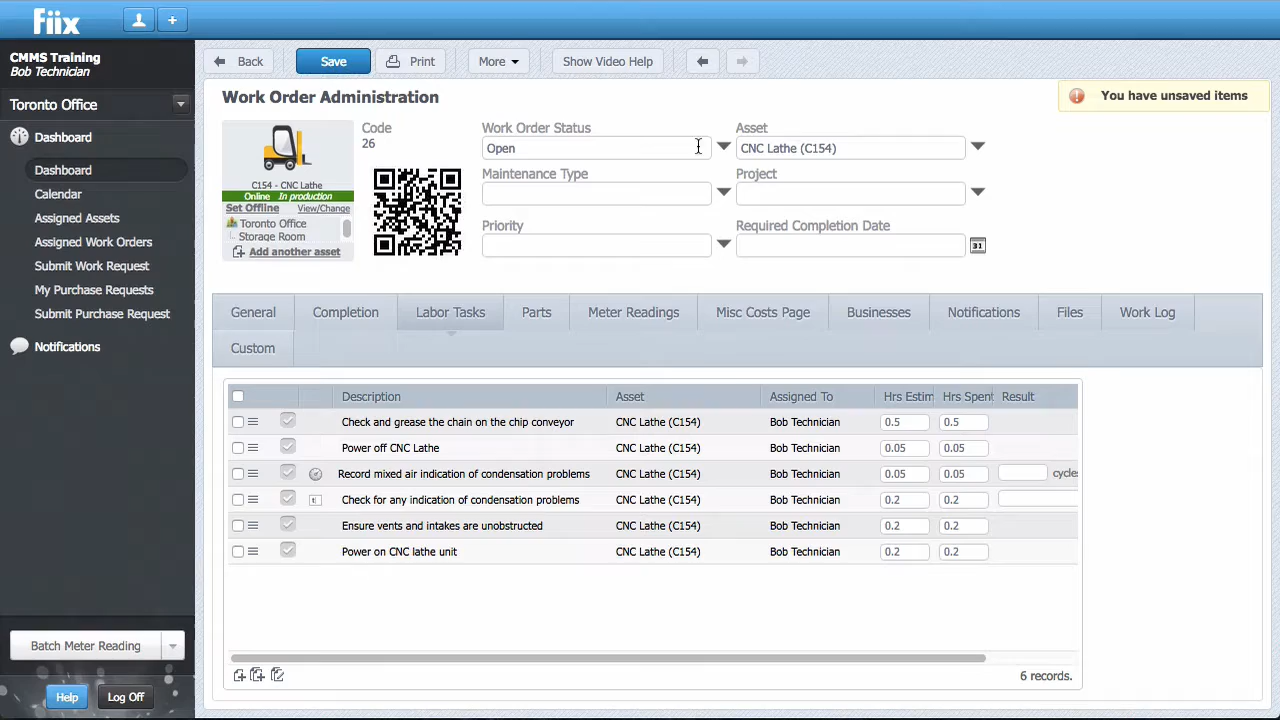 fiix
CMMS Training
Bob Technician
Toronto Office
Dashboard
Dashboard
Calendar
Assigned Assets
Assigned Work Orders
Submit Work Request
My Purchase Requests
Submit Purchase Request
Notifications
Batch Meter Reading
Help
Log Off
Back
Save
Print
More
Show Video Help
Work Order Administration
You have unsaved items
C154 - CNC Lathe
Online In production
Set Offline View/Change
Toronto Office
Storage Room
Add another asset
Code
26
Work Order Status
Open
Asset
CNC Lathe (C154)
Maintenance Type
Project
Priority
Required Completion Date
31
General
Completion
Labor Tasks
Parts
Meter Readings
Misc Costs Page
Businesses
Notifications
Files
Work Log
Custom
Description Asset Assigned To Hrs Estim Hrs Spent Result
Check and grease the chain on the chip conveyor CNC Lathe (C154) Bob Technician 0.5 0.5
Power off CNC Lathe CNC Lathe (C154) Bob Technician 0.05 0.05
Record mixed air indication of condensation problems CNC Lathe (C154) Bob Technician 0.05 0.05 cycles
Check for any indication of condensation problems CNC Lathe (C154) Bob Technician 0.2 0.2
Ensure vents and intakes are unobstructed CNC Lathe (C154) Bob Technician 0.2 0.2
Power on CNC lathe unit CNC Lathe (C154) Bob Technician 0.2 0.2
6 records.